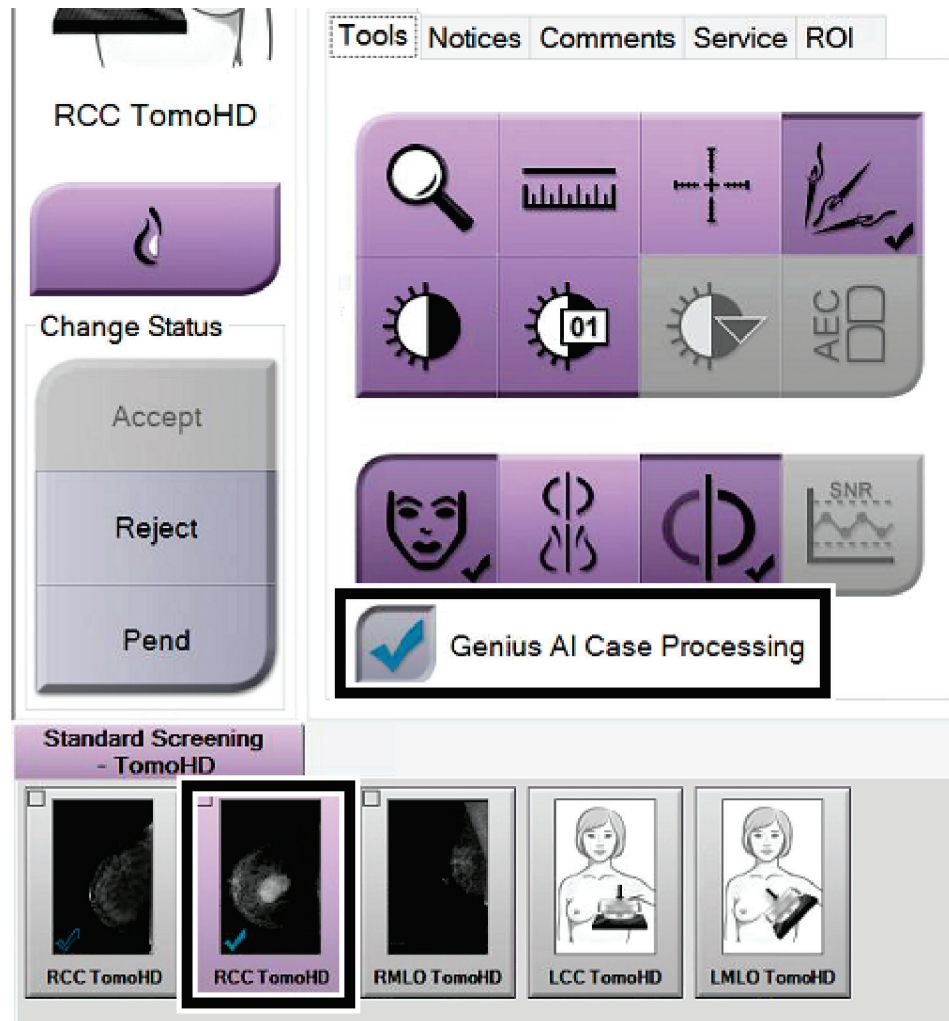 RCC TomoHD
Change Status
Accept
Reject
Pend
Tools Notices Comments Service ROI
01
AEC
SNR
Genius AI Case Processing
Standard Screening
- TomoHD
RCC TomoHD
RCC TomoHD
RMLO TomoHD
LCC TomoHD
LMLO TomoHD